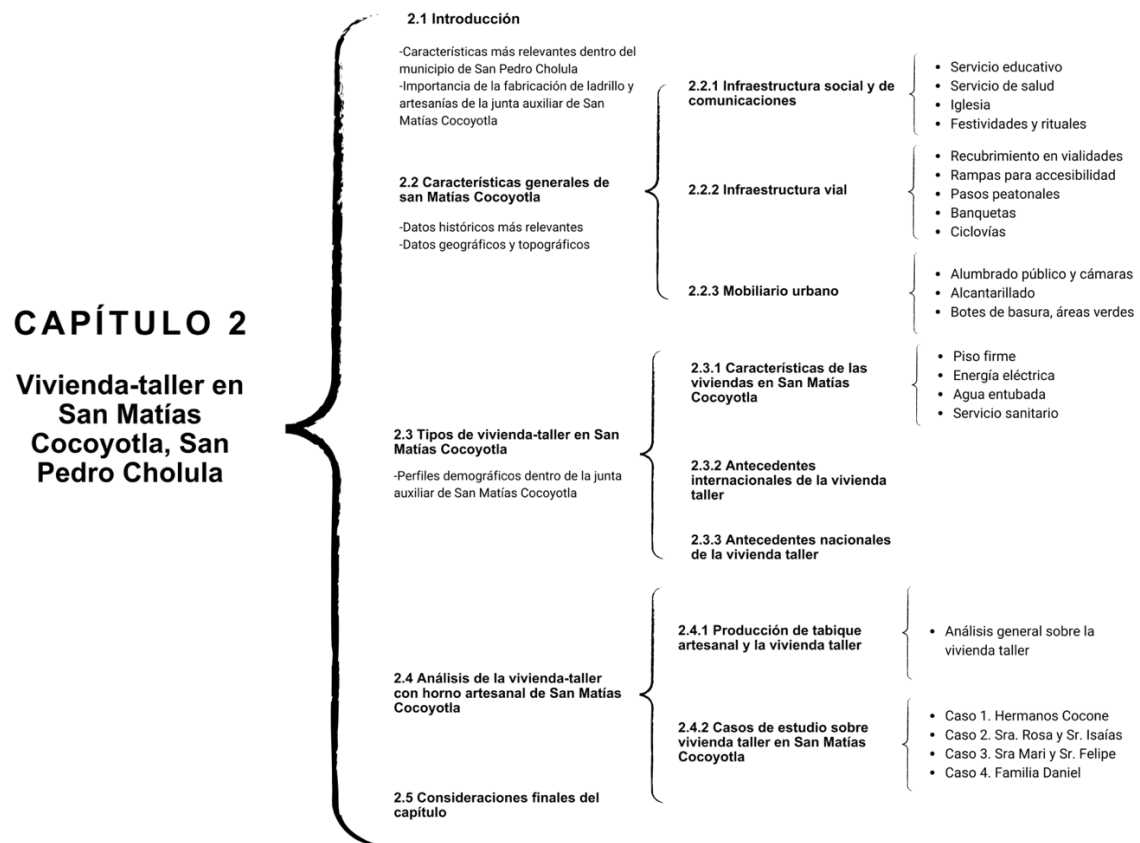 CAPÍTULO 2
Vivienda-taller en
San Matías
Cocoyotla, San
Pedro Cholula
2.1 Introducción
-Características más relevantes dentro del
municipio de San Pedro Cholula
-Importancia de la fabricación de ladrillo y
artesanías de la junta auxiliar de San
Matías Cocoyotla
2.2 Características generales de
san Matías Cocoyotla
-Datos históricos más relevantes
-Datos geográficos y topográficos
2.2.1 Infraestructura social y de
comunicaciones
• Servicio educativo
• Servicio de salud
• Iglesia
• Festividades y rituales
2.2.2 Infraestructura vial
• Recubrimiento en vialidades
• Rampas para accesibilidad
• Pasos peatonales
• Banquetas
• Ciclovías
2.2.3 Mobiliario urbano
• Alumbrado público y cámaras
• Alcantarillado
• Botes de basura, áreas verdes
2.3 Tipos de vivienda-taller en San
Matías Cocoyotla
-Perfiles demográficos dentro de la junta
auxiliar de San Matías Cocoyotla
2.3.1 Características de las
viviendas en San Matías
Cocoyotla
• Piso firme
• Energía eléctrica
• Agua entubada
• Servicio sanitario
2.3.2 Antecedentes
internacionales de la vivienda
taller
2.3.3 Antecedentes nacionales
de la vivienda taller
2.4 Análisis de la vivienda-taller
con horno artesanal de San Matías
Cocoyotla
2.4.1 Producción de tabique
artesanal y la vivienda taller
• Análisis general sobre la
vivienda taller
2.4.2 Casos de estudio sobre
vivienda taller en San Matías
Cocoyotla
• Caso 1. Hermanos Cocone
• Caso 2. Sra. Rosa y Sr. Isaías
• Caso 3. Sra Mari y Sr. Felipe
• Caso 4. Familia Daniel
2.5 Consideraciones finales del
capítulo